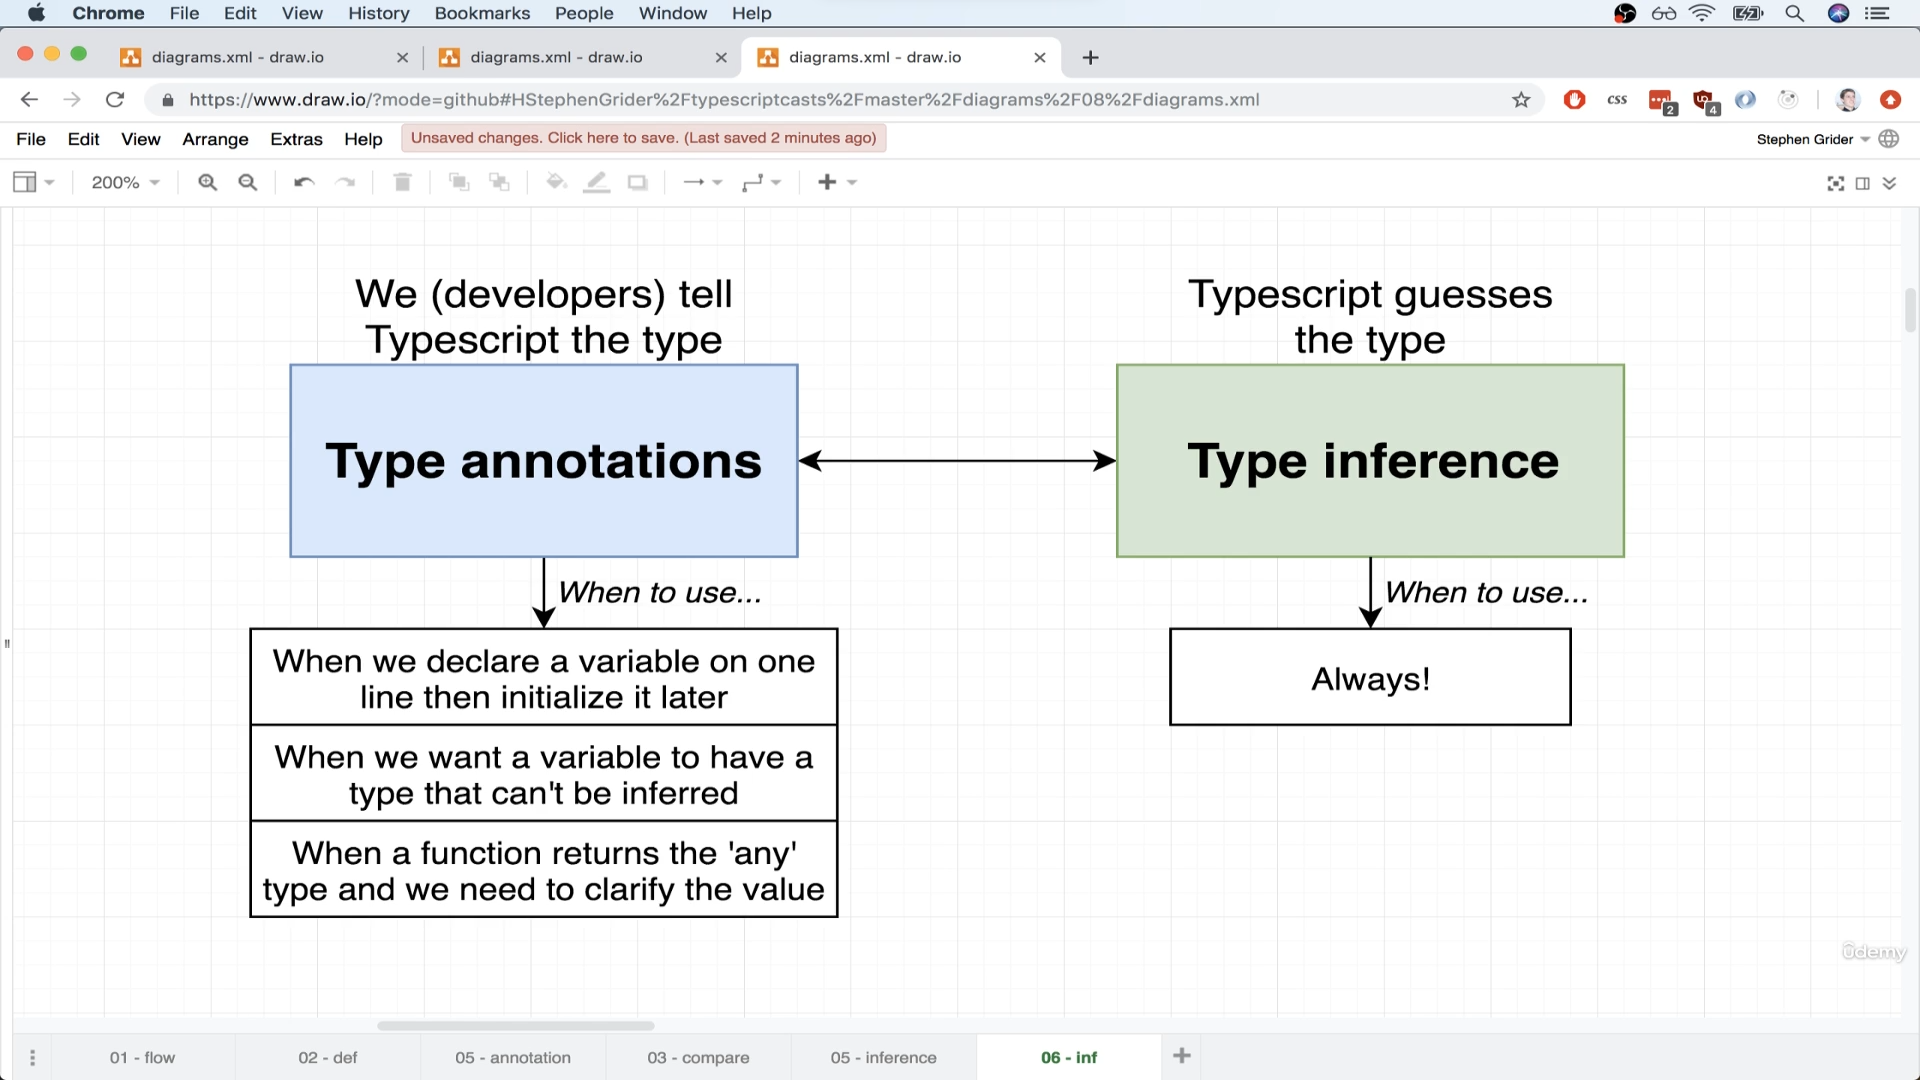 Chrome File Edit View History Bookmarks People Window Help
diagrams.xml - draw.io diagrams.xml - draw.io diagrams.xml - draw.io
https://www.draw.io/?mode=github#HStephenGrider%2Ftypescriptcasts%2Fmaster%2Fdiagrams%2F08%2Fdiagrams.xml
css 2 4
File Edit View Arrange Extras Help Unsaved changes. Click here to save. (Last saved 2 minutes ago) Stephen Grider
200%
We (developers) tell
Typescript the type
Type annotations
When to use...
When we declare a variable on one
line then initialize it later
When we want a variable to have a
type that can't be inferred
When a function returns the 'any'
type and we need to clarify the value
Typescript guesses
the type
Type inference
When to use...
Always!
ûdemy
01 - flow 02 - def 05 - annotation 03 - compare 05 - inference 06 - inf